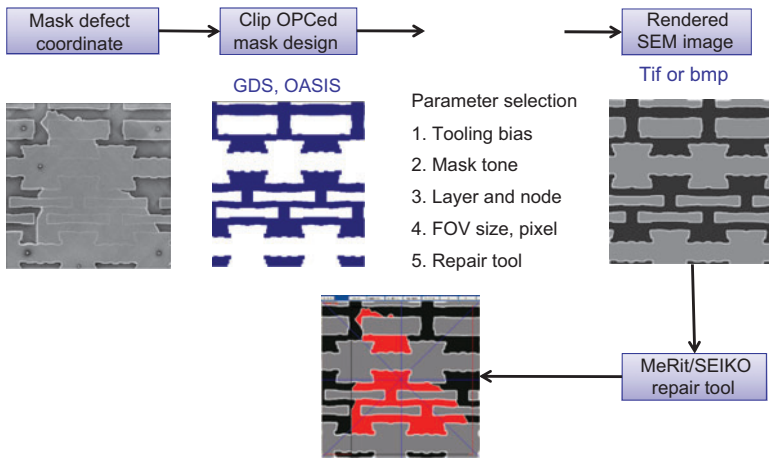 Mask defect
coordinate
Clip OPCed
mask design
Rendered
SEM image
GDS, OASIS
Tif or bmp
Parameter selection
1. Tooling bias
2. Mask tone
3. Layer and node
4. FOV size, pixel
5. Repair tool
MeRit/SEIKO
repair tool